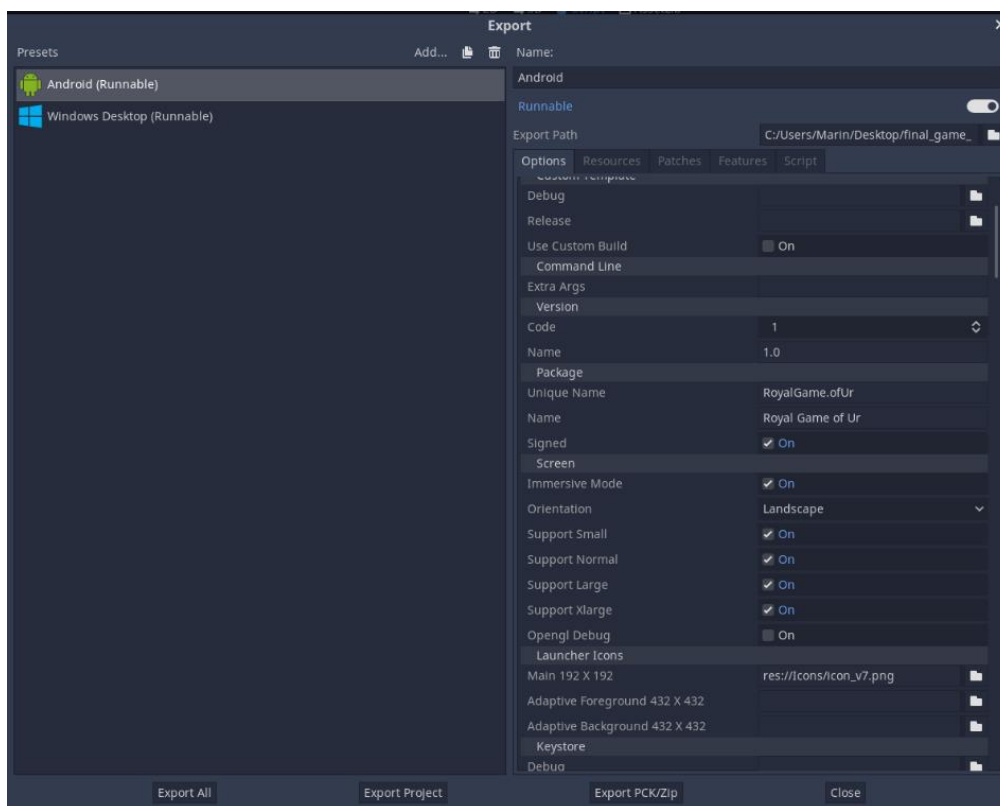 Export
Presets
Add...
Name:
Android (Runnable)
Windows Desktop (Runnable)
Android
Runnable
Export Path C:/Users/Marin/Desktop/final_game_
Options Resources Patches Features Script
Custom Template
Debug
Release
Use Custom Build On
Command Line
Extra Args
Version
Code 1
Name 1.0
Package
Unique Name RoyalGame.ofUr
Name Royal Game of Ur
Signed On
Screen
Immersive Mode On
Orientation Landscape
Support Small On
Support Normal On
Support Large On
Support Xlarge On
Opengl Debug On
Launcher Icons
Main 192 X 192 res://Icons/icon_v7.png
Adaptive Foreground 432 X 432
Adaptive Background 432 X 432
Keystore
Debug
Export All Export Project Export PCK/Zip Close